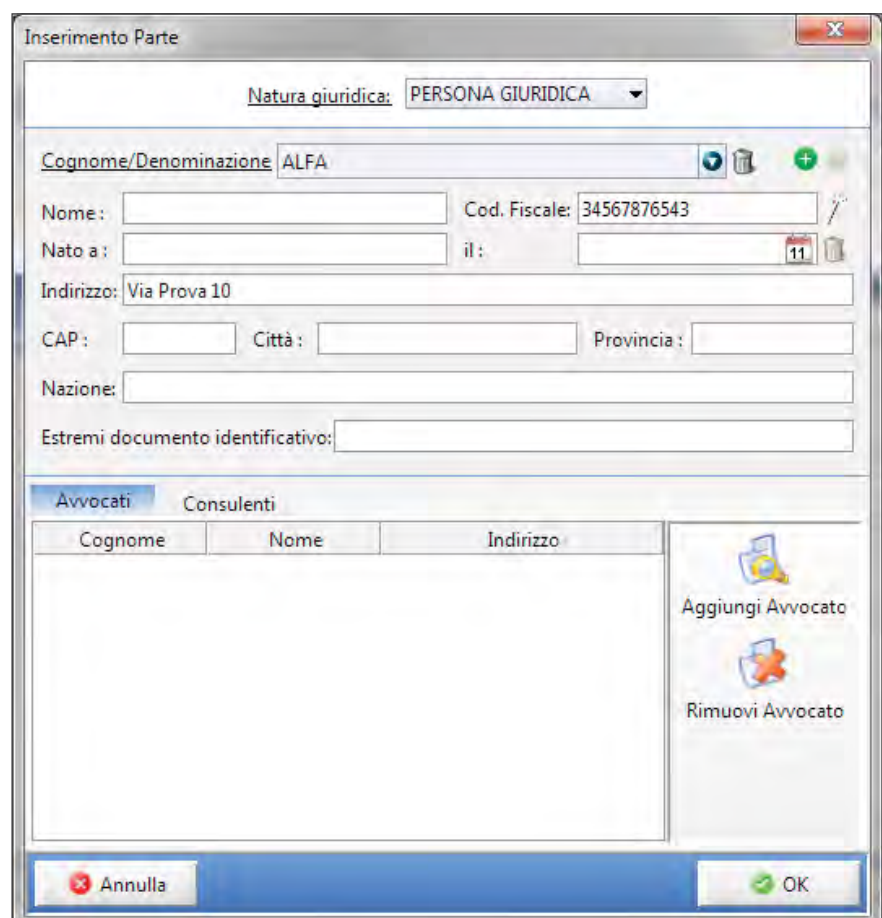 Inserimento Parte
Natura giuridica: PERSONA GIURIDICA
Cognome/Denominazione ALFA
Nome : Cod. Fiscale: 34567876543
Nato a : il : 11
Indirizzo: Via Prova 10
CAP : Città : Provincia :
Nazione:
Estremi documento identificativo:
Avvocati Consulenti
Cognome Nome Indirizzo
Aggiungi Avvocato
Rimuovi Avvocato
Annulla OK